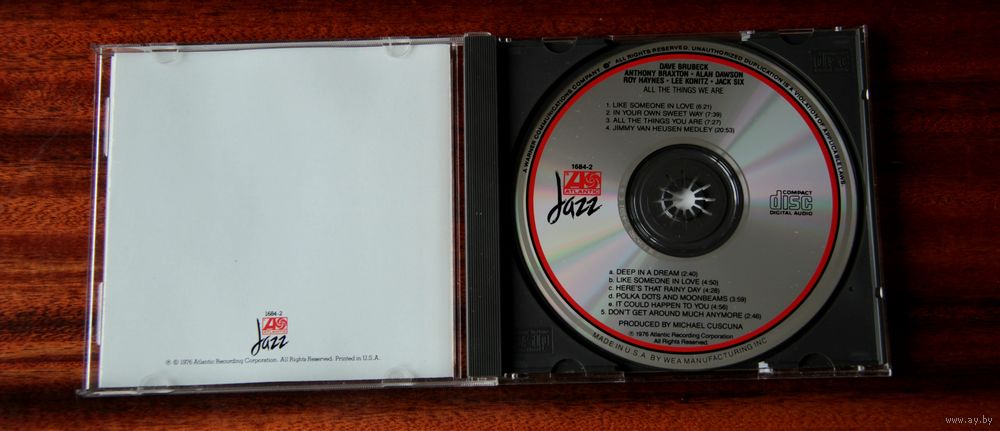 1684-2
ATLANTIC
Jazz
℗ © 1976 Atlantic Recording Corporation. All Rights Reserved. Printed in U.S.A.
A WARNER COMMUNICATIONS COMPANY ℗ ALL RIGHTS RESERVED. UNAUTHORIZED DUPLICATION IS A VIOLATION OF APPLICABLE LAWS
DAVE BRUBECK
ANTHONY BRAXTON • ALAN DAWSON
ROY HAYNES • LEE KONITZ • JACK SIX
ALL THE THINGS WE ARE
1. LIKE SOMEONE IN LOVE (6:21)
2. IN YOUR OWN SWEET WAY (7:39)
3. ALL THE THINGS YOU ARE (7:27)
4. JIMMY VAN HEUSEN MEDLEY (20:53)
1684-2
ATLANTIC
Jazz
COMPACT
disc
DIGITAL AUDIO
a. DEEP IN A DREAM (2:40)
b. LIKE SOMEONE IN LOVE (4:50)
c. HERE'S THAT RAINY DAY (4:28)
d. POLKA DOTS AND MOONBEAMS (3:59)
e. IT COULD HAPPEN TO YOU (4:56)
5. DON'T GET AROUND MUCH ANYMORE (2:46)
PRODUCED BY MICHAEL CUSCUNA
℗ 1976 Atlantic Recording Corporation
All Rights Reserved.
MADE IN U.S.A. BY WEA MANUFACTURING INC
www.ay.by